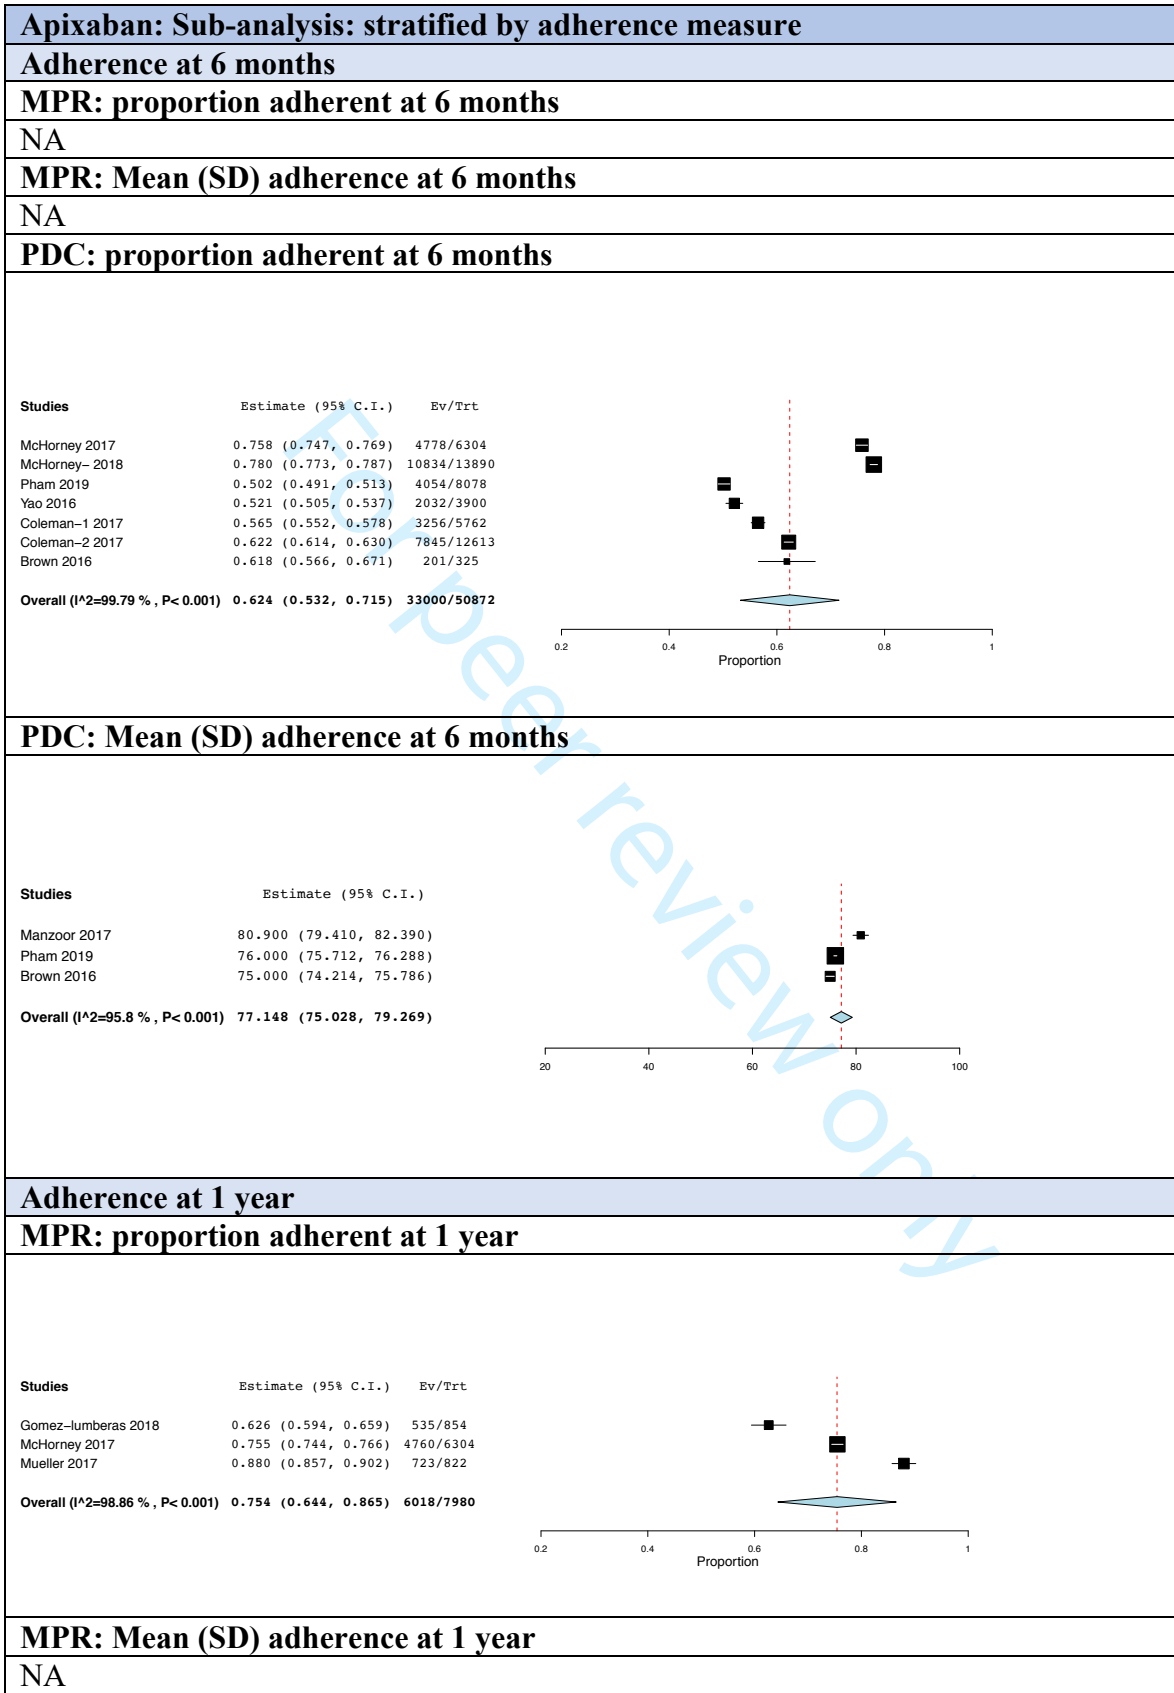 Apixaban: Sub-analysis: stratified by adherence measure
Adherence at 6 months
MPR: proportion adherent at 6 months
NA
MPR: Mean (SD) adherence at 6 months
NA
PDC: proportion adherent at 6 months
Studies Estimate (95% C.I.) Ev/Trt
McHorney 2017 0.758 (0.747, 0.769) 4778/6304
McHorney− 2018 0.780 (0.773, 0.787) 10834/13890
Pham 2019 0.502 (0.491, 0.513) 4054/8078
Yao 2016 0.521 (0.505, 0.537) 2032/3900
Coleman−1 2017 0.565 (0.552, 0.578) 3256/5762
Coleman−2 2017 0.622 (0.614, 0.630) 7845/12613
Brown 2016 0.618 (0.566, 0.671) 201/325
Overall (I^2=99.79 % , P< 0.001) 0.624 (0.532, 0.715) 33000/50872
0.2 0.4 0.6 0.8 1
Proportion
PDC: Mean (SD) adherence at 6 months
Studies Estimate (95% C.I.)
Manzoor 2017 80.900 (79.410, 82.390)
Pham 2019 76.000 (75.712, 76.288)
Brown 2016 75.000 (74.214, 75.786)
Overall (I^2=95.8 % , P< 0.001) 77.148 (75.028, 79.269)
20 40 60 80 100
Adherence at 1 year
MPR: proportion adherent at 1 year
Studies Estimate (95% C.I.) Ev/Trt
Gomez−lumberas 2018 0.626 (0.594, 0.659) 535/854
McHorney 2017 0.755 (0.744, 0.766) 4760/6304
Mueller 2017 0.880 (0.857, 0.902) 723/822
Overall (I^2=98.86 % , P< 0.001) 0.754 (0.644, 0.865) 6018/7980
0.2 0.4 0.6 0.8 1
Proportion
MPR: Mean (SD) adherence at 1 year
NA
For peer review only